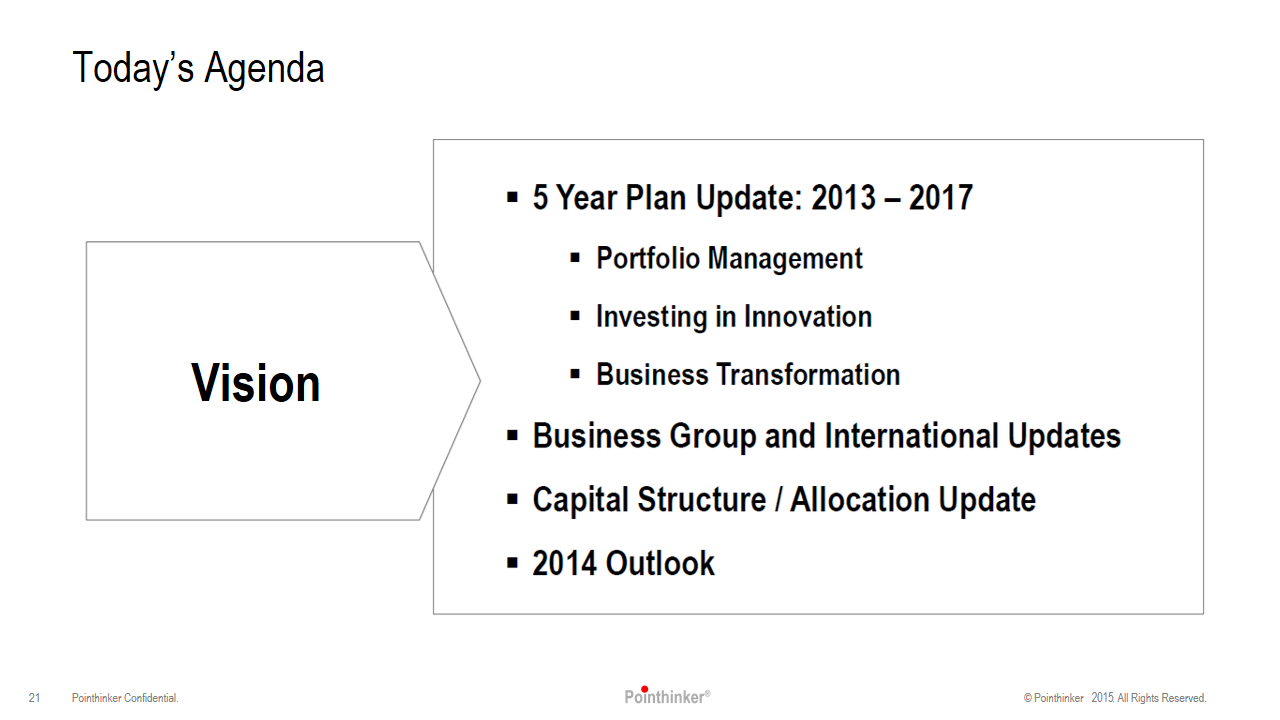 Today’s Agenda
Vision
▪ 5 Year Plan Update: 2013 – 2017
▪ Portfolio Management
▪ Investing in Innovation
▪ Business Transformation
▪ Business Group and International Updates
▪ Capital Structure / Allocation Update
▪ 2014 Outlook
21 Pointhinker Confidential. Pointhinker® © Pointhinker 2015. All Rights Reserved.